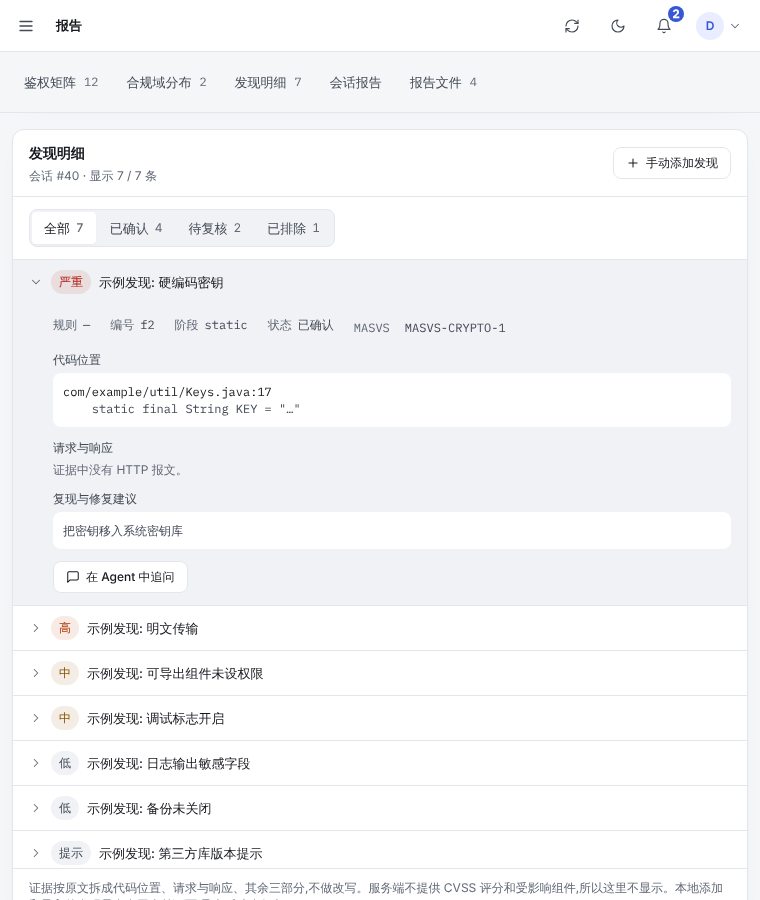 报告
2
D
鉴权矩阵 12 合规域分布 2 发现明细 7 会话报告 报告文件 4
发现明细
会话 #40 · 显示 7 / 7 条
手动添加发现
全部 7 已确认 4 待复核 2 已排除 1
严重 示例发现: 硬编码密钥
规则 — 编号 f2 阶段 static 状态 已确认 MASVS MASVS-CRYPTO-1
代码位置
com/example/util/Keys.java:17
static final String KEY = "…"
请求与响应
证据中没有 HTTP 报文。
复现与修复建议
把密钥移入系统密钥库
在 Agent 中追问
高 示例发现: 明文传输
中 示例发现: 可导出组件未设权限
中 示例发现: 调试标志开启
低 示例发现: 日志输出敏感字段
低 示例发现: 备份未关闭
提示 示例发现: 第三方库版本提示
证据按原文拆成代码位置、请求与响应、其余三部分,不做改写。服务端不提供 CVSS 评分和受影响组件,所以这里不显示。本地添加